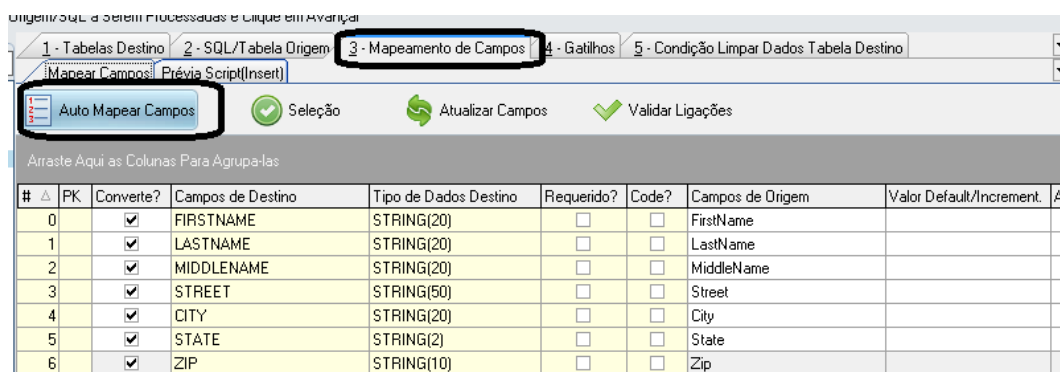 Origem/SQL a Serem Processadas e Clique em Avançar
1 - Tabelas Destino 2 - SQL/Tabela Origem 3 - Mapeamento de Campos 4 - Gatilhos 5 - Condição Limpar Dados Tabela Destino
Mapear Campos Prévia Script(Insert)
Auto Mapear Campos Seleção Atualizar Campos Validar Ligações
Arraste Aqui as Colunas Para Agrupa-las
# PK Converte? Campos de Destino Tipo de Dados Destino Requerido? Code? Campos de Origem Valor Default/Increment. A
0 FIRSTNAME STRING(20) FirstName
1 LASTNAME STRING(20) LastName
2 MIDDLENAME STRING(20) MiddleName
3 STREET STRING(50) Street
4 CITY STRING(20) City
5 STATE STRING(2) State
6 ZIP STRING(10) Zip